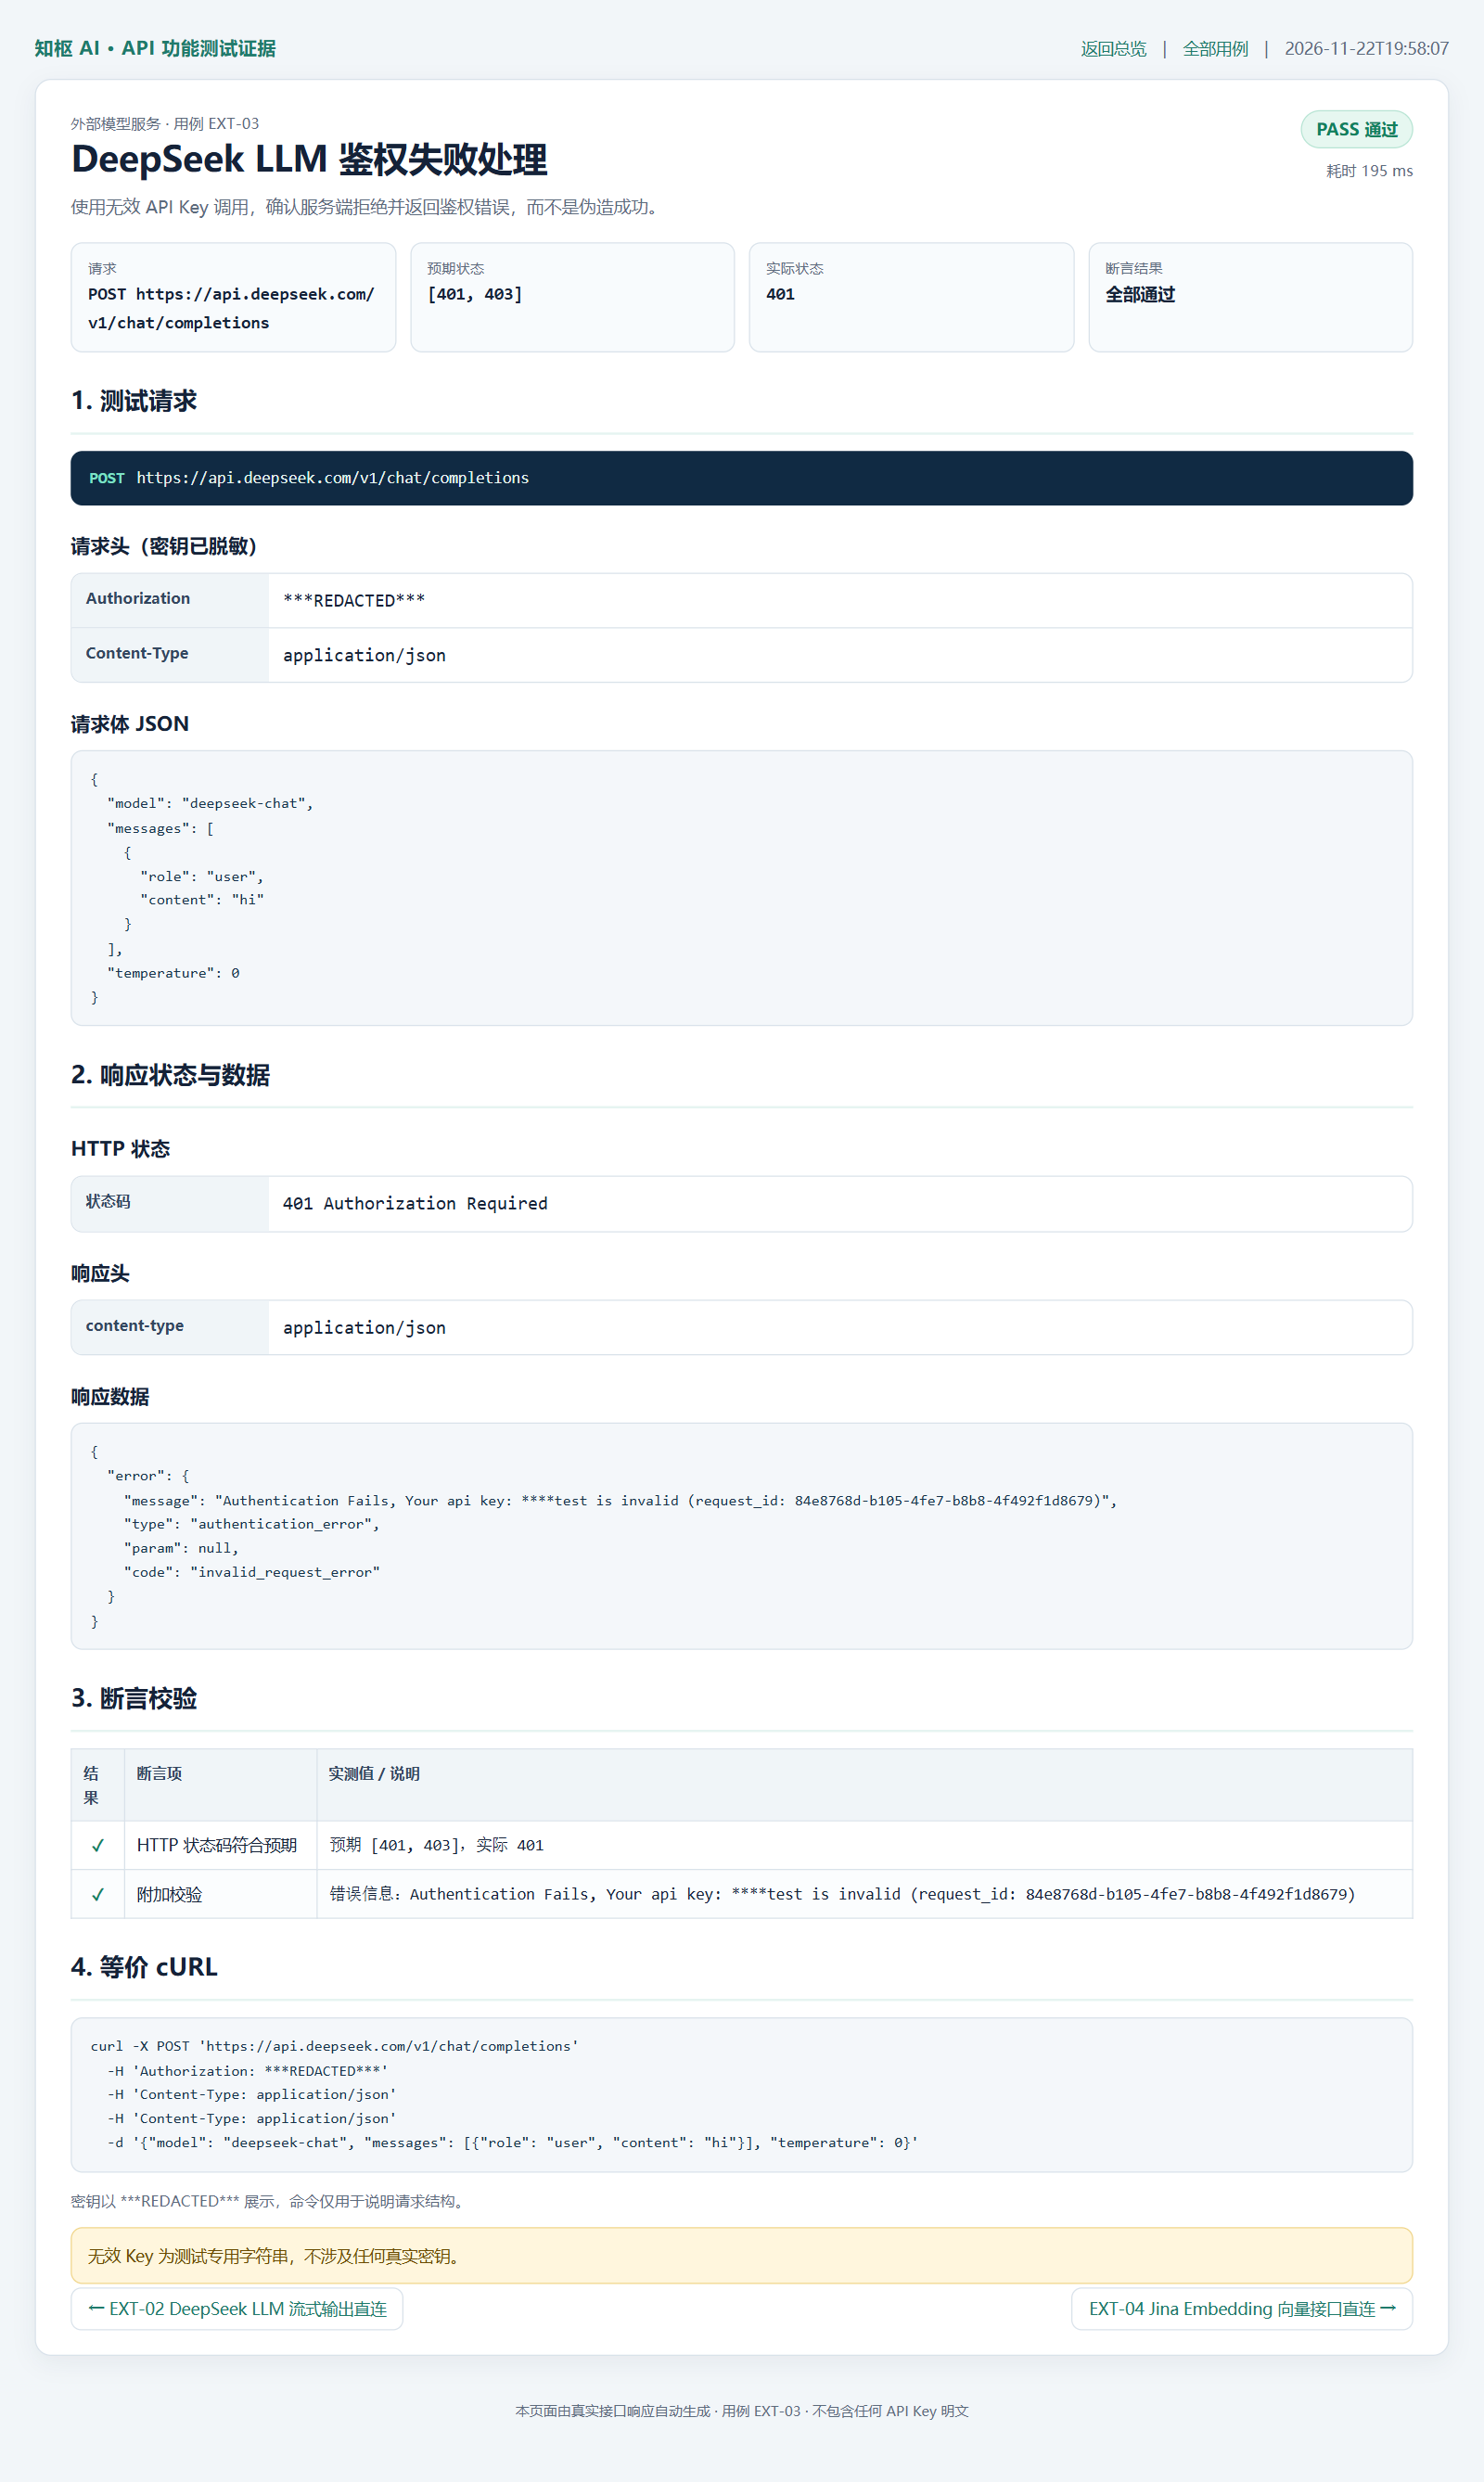 知枢 AI • API 功能测试证据
返回总览 | 全部用例 | 2026-11-22T19:58:07
外部模型服务 · 用例 EXT-03
DeepSeek LLM 鉴权失败处理
PASS 通过
耗时 195 ms
使用无效 API Key 调用，确认服务端拒绝并返回鉴权错误，而不是伪造成功。
请求
POST https://api.deepseek.com/
v1/chat/completions
预期状态
[401, 403]
实际状态
401
断言结果
全部通过
1. 测试请求
POST https://api.deepseek.com/v1/chat/completions
请求头（密钥已脱敏）
Authorization ***REDACTED***
Content-Type application/json
请求体 JSON
{
  "model": "deepseek-chat",
  "messages": [
    {
      "role": "user",
      "content": "hi"
    }
  ],
  "temperature": 0
}
2. 响应状态与数据
HTTP 状态
状态码 401 Authorization Required
响应头
content-type application/json
响应数据
{
  "error": {
    "message": "Authentication Fails, Your api key: ****test is invalid (request_id: 84e8768d-b105-4fe7-b8b8-4f492f1d8679)",
    "type": "authentication_error",
    "param": null,
    "code": "invalid_request_error"
  }
}
3. 断言校验
结果 断言项 实测值 / 说明
✓ HTTP 状态码符合预期 预期 [401, 403]，实际 401
✓ 附加校验 错误信息：Authentication Fails, Your api key: ****test is invalid (request_id: 84e8768d-b105-4fe7-b8b8-4f492f1d8679)
4. 等价 cURL
curl -X POST 'https://api.deepseek.com/v1/chat/completions'
  -H 'Authorization: ***REDACTED***'
  -H 'Content-Type: application/json'
  -H 'Content-Type: application/json'
  -d '{"model": "deepseek-chat", "messages": [{"role": "user", "content": "hi"}], "temperature": 0}'
密钥以 ***REDACTED*** 展示，命令仅用于说明请求结构。
无效 Key 为测试专用字符串，不涉及任何真实密钥。
← EXT-02 DeepSeek LLM 流式输出直连
EXT-04 Jina Embedding 向量接口直连 →
本页面由真实接口响应自动生成 · 用例 EXT-03 · 不包含任何 API Key 明文